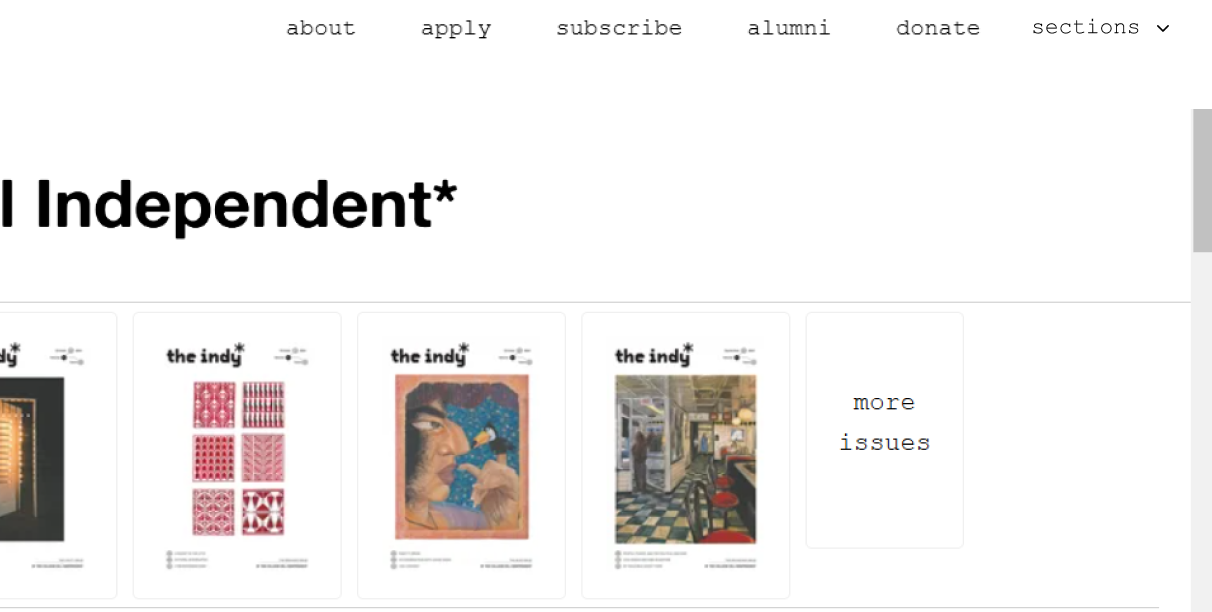 about apply subscribe alumni donate sections
l Independent*
dy* the indy* the indy* the indy*
more
issues